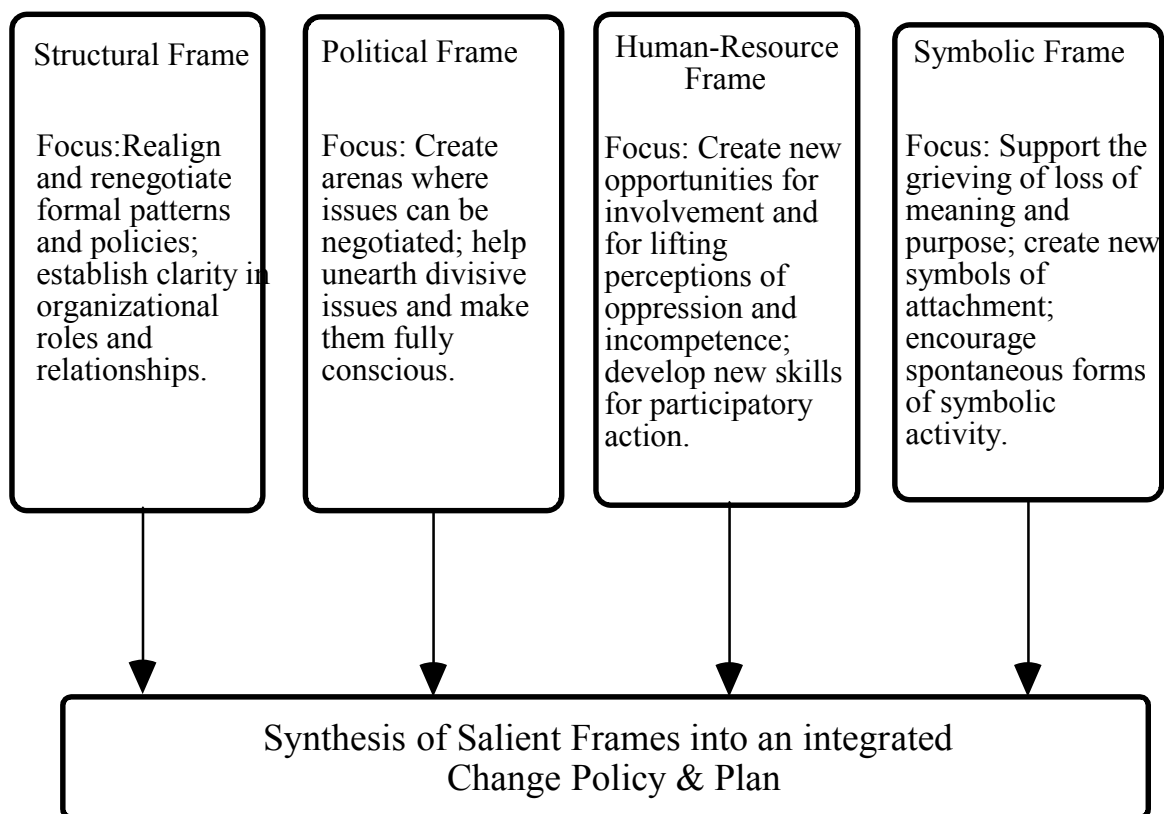 Structural Frame
Focus:Realign
and renegotiate
formal patterns
and policies;
establish clarity in
organizational
roles and
relationships.
Political Frame
Focus: Create
arenas where
issues can be
negotiated; help
unearth divisive
issues and make
them fully
conscious.
Human-Resource
Frame
Focus: Create new
opportunities for
involvement and
for lifting
perceptions of
oppression and
incompetence;
develop new skills
for participatory
action.
Symbolic Frame
Focus: Support the
grieving of loss of
meaning and
purpose; create new
symbols of
attachment;
encourage
spontaneous forms
of symbolic
activity.
Synthesis of Salient Frames into an integrated
Change Policy & Plan